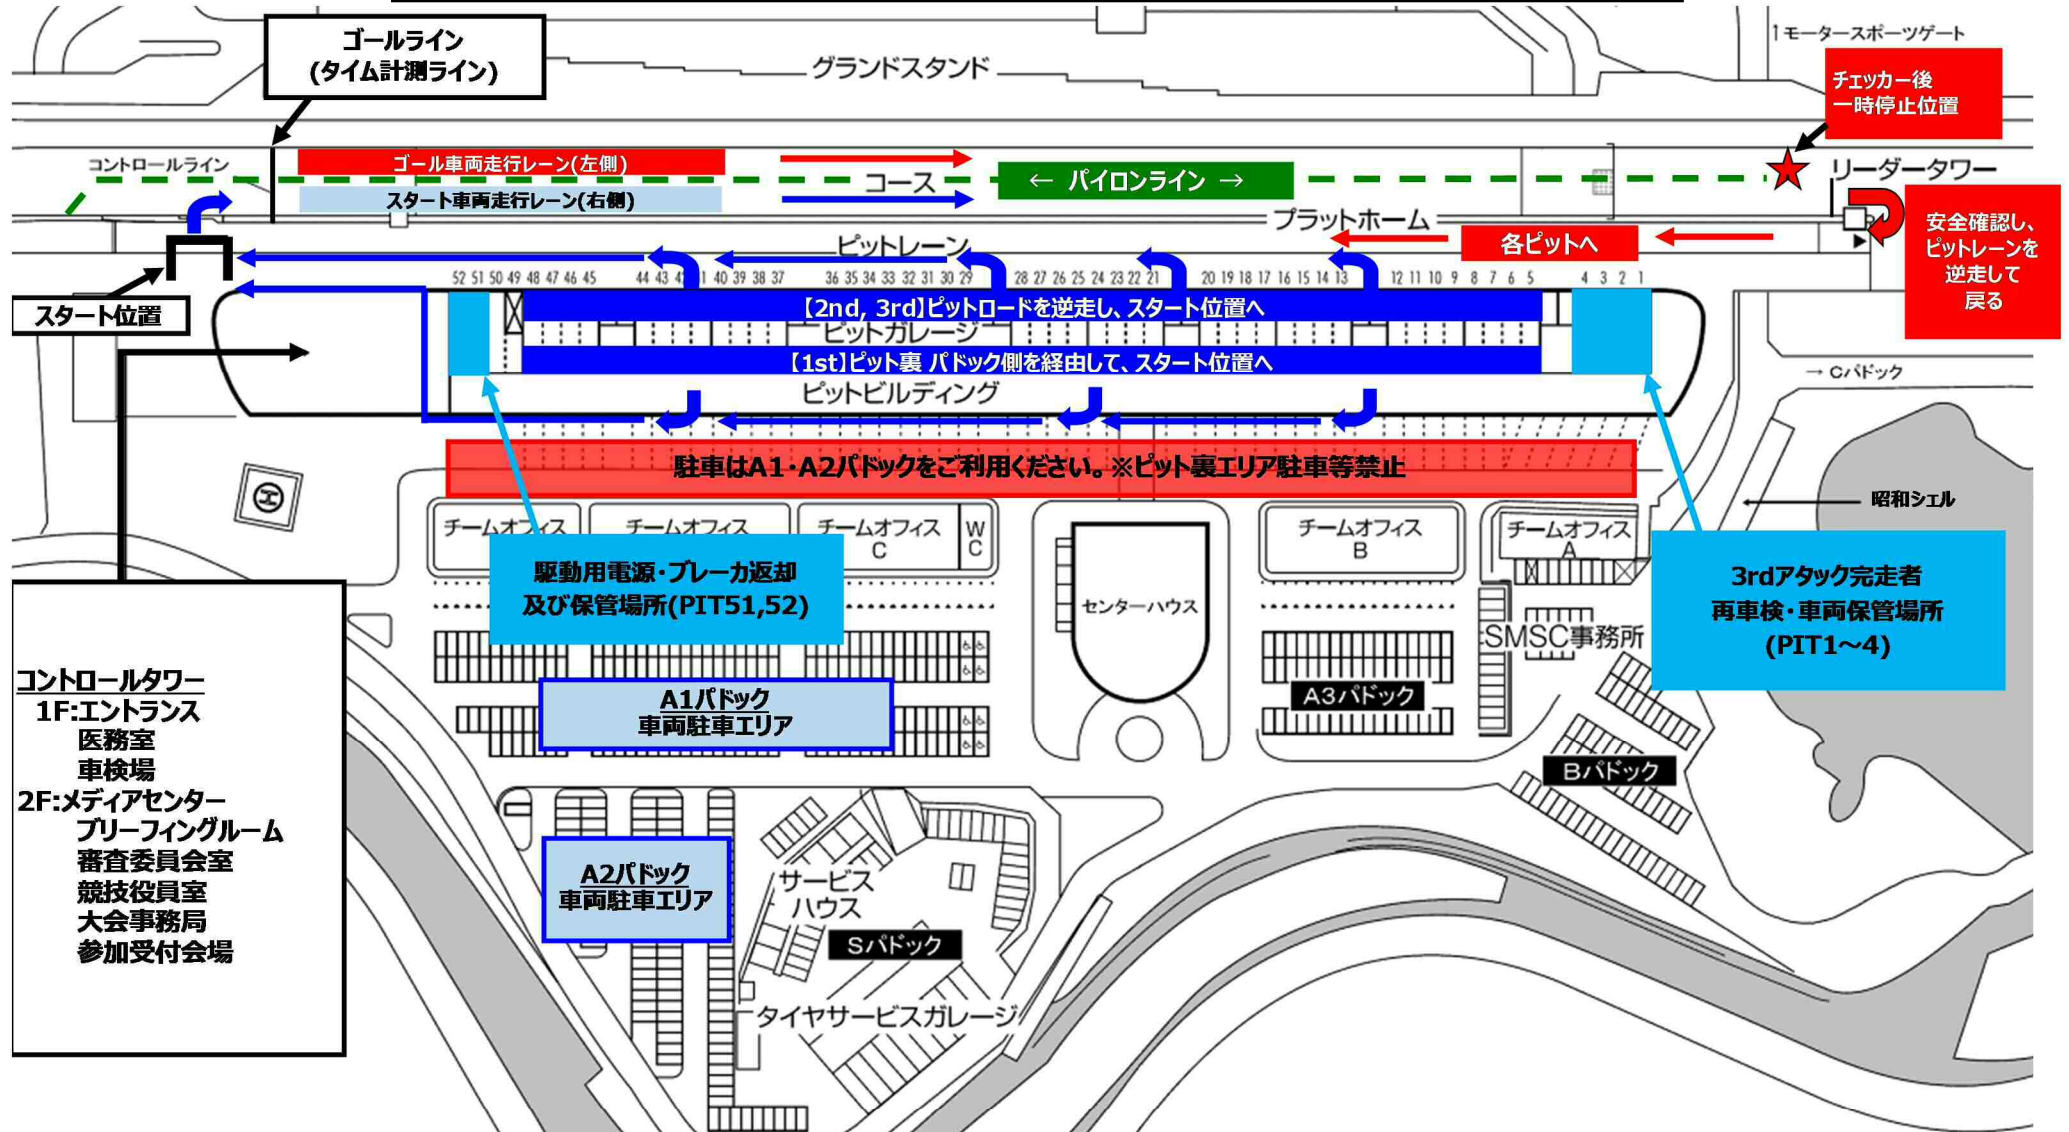 ゴールライン
(タイム計測ライン)
グランドスタンド
↑モータースポーツゲート
チェッカー後
一時停止位置
コントロールライン
ゴール車両走行レーン(左側)
スタート車両走行レーン(右側)
コース
← パイロンライン →
リーダータワー
プラットホーム
ピットレーン
各ピットへ
安全確認し、
ピットレーンを
逆走して
戻る
スタート位置
52 51 50 49 48 47 46 45 44 43 42 41 40 39 38 37 36 35 34 33 32 31 30 29 28 27 26 25 24 23 22 21 20 19 18 17 16 15 14 13 12 11 10 9 8 7 6 5 4 3 2 1
【2nd, 3rd】ピットロードを逆走し、スタート位置へ
ピットガレージ
【1st】ピット裏 パドック側を経由して、スタート位置へ
ピットビルディング
→ Cパドック
駐車はA1・A2パドックをご利用ください。※ピット裏エリア駐車等禁止
昭和シェル
チームオフィス
チームオフィス
チームオフィス
C
W
C
チームオフィス
B
チームオフィス
A
駆動用電源・ブレーカ返却
及び保管場所(PIT51,52)
センターハウス
3rdアタック完走者
再車検・車両保管場所
(PIT1～4)
SMSC事務所
A1パドック
車両駐車エリア
A3パドック
Bパドック
コントロールタワー
1F:エントランス
医務室
車検場
2F:メディアセンター
ブリーフィングルーム
審査委員会室
競技役員室
大会事務局
参加受付会場
A2パドック
車両駐車エリア
サービス
ハウス
Sパドック
タイヤサービスガレージ